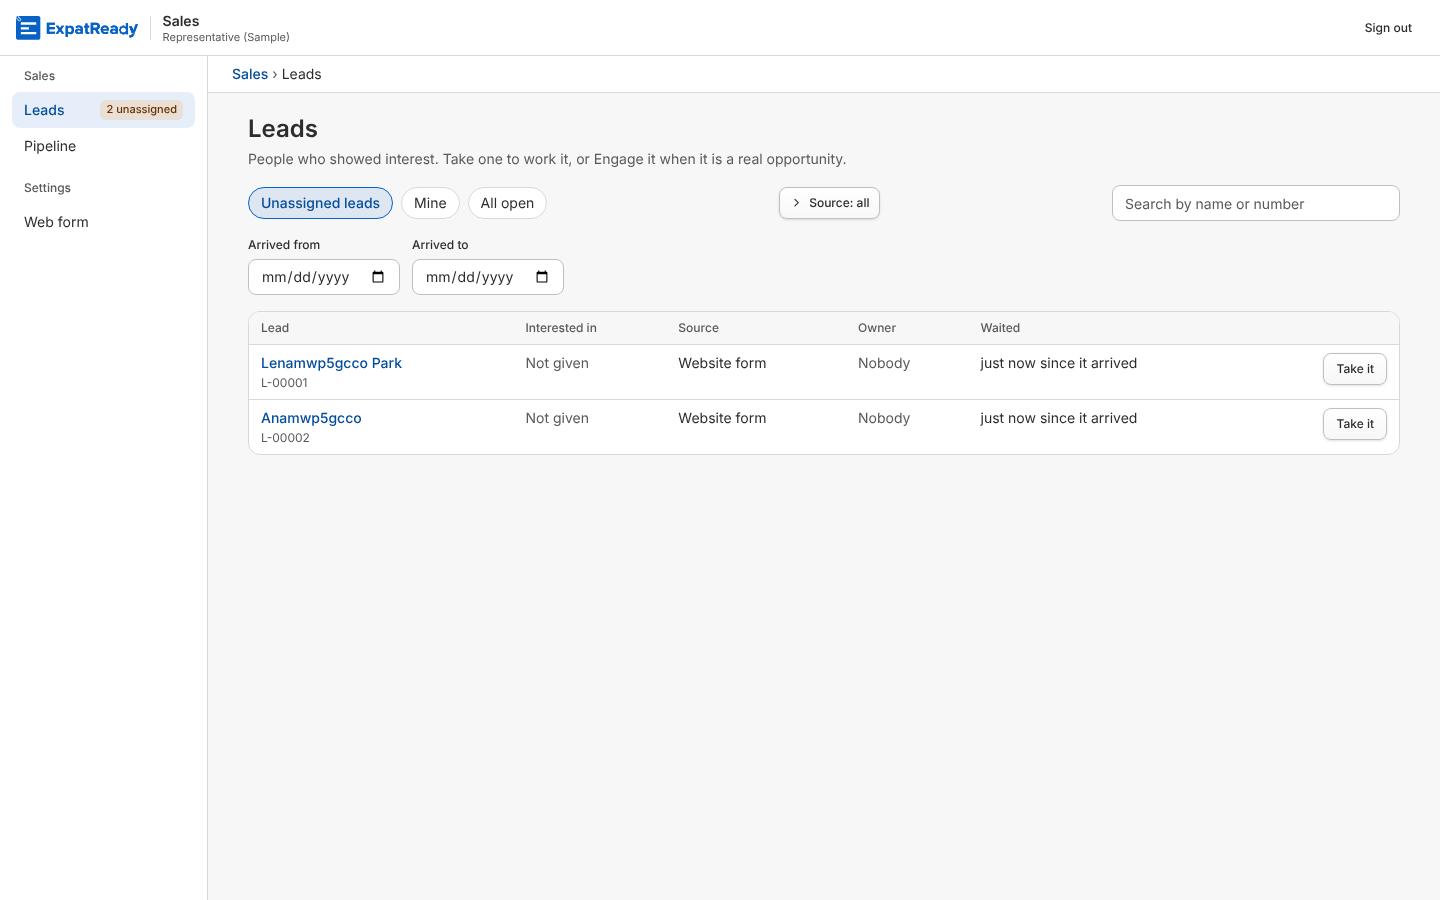 ExpatReady
Sales
Representative (Sample)
Sign out
Sales
Leads
2 unassigned
Pipeline
Settings
Web form
Sales › Leads
Leads
People who showed interest. Take one to work it, or Engage it when it is a real opportunity.
Unassigned leads
Mine
All open
Source: all
Search by name or number
Arrived from
Arrived to
mm/dd/yyyy
mm/dd/yyyy
Lead Interested in Source Owner Waited
Lenamwp5gcco Park Not given Website form Nobody just now since it arrived Take it
L-00001
Anamwp5gcco Not given Website form Nobody just now since it arrived Take it
L-00002